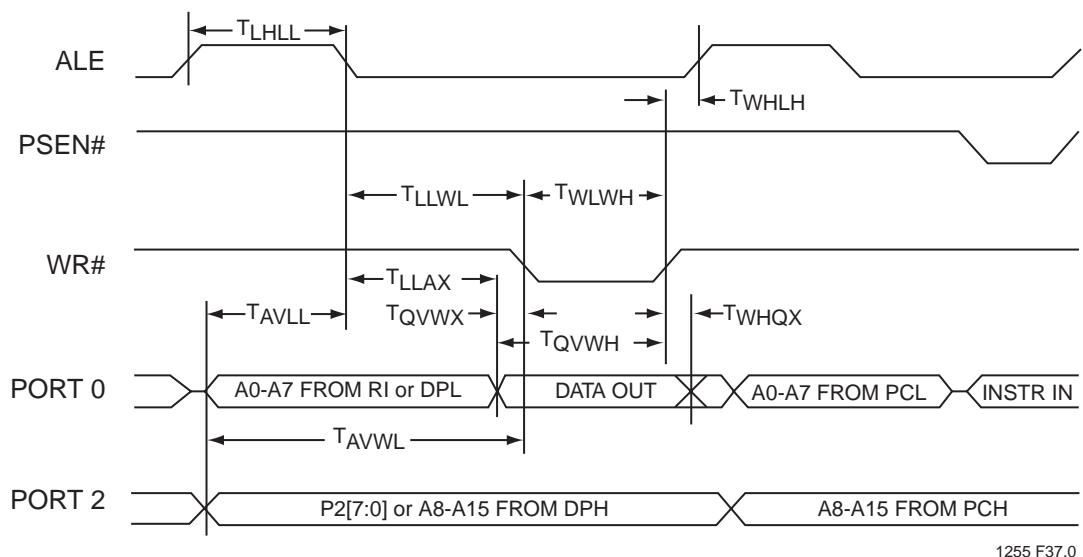 TLHLL
ALE
TWHLH
PSEN#
TLLWL
TWLWH
WR#
TLLAX
TAVLL
TQVWX
TWHQX
TQVWH
PORT 0
A0-A7 FROM RI or DPL
DATA OUT
A0-A7 FROM PCL
INSTR IN
TAVWL
PORT 2
P2[7:0] or A8-A15 FROM DPH
A8-A15 FROM PCH
1255 F37.0